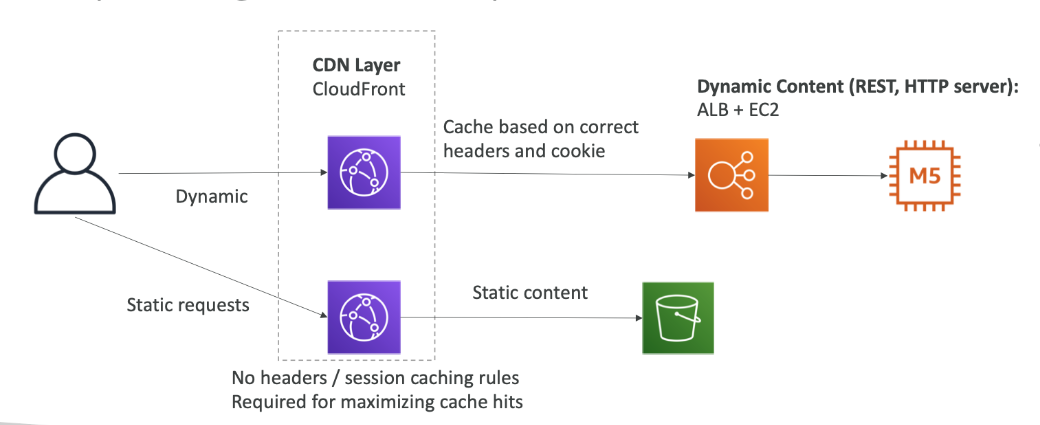 CDN Layer
CloudFront
Dynamic Content (REST, HTTP server):
ALB + EC2
Cache based on correct
headers and cookie
M5
Dynamic
Static requests
Static content
No headers / session caching rules
Required for maximizing cache hits